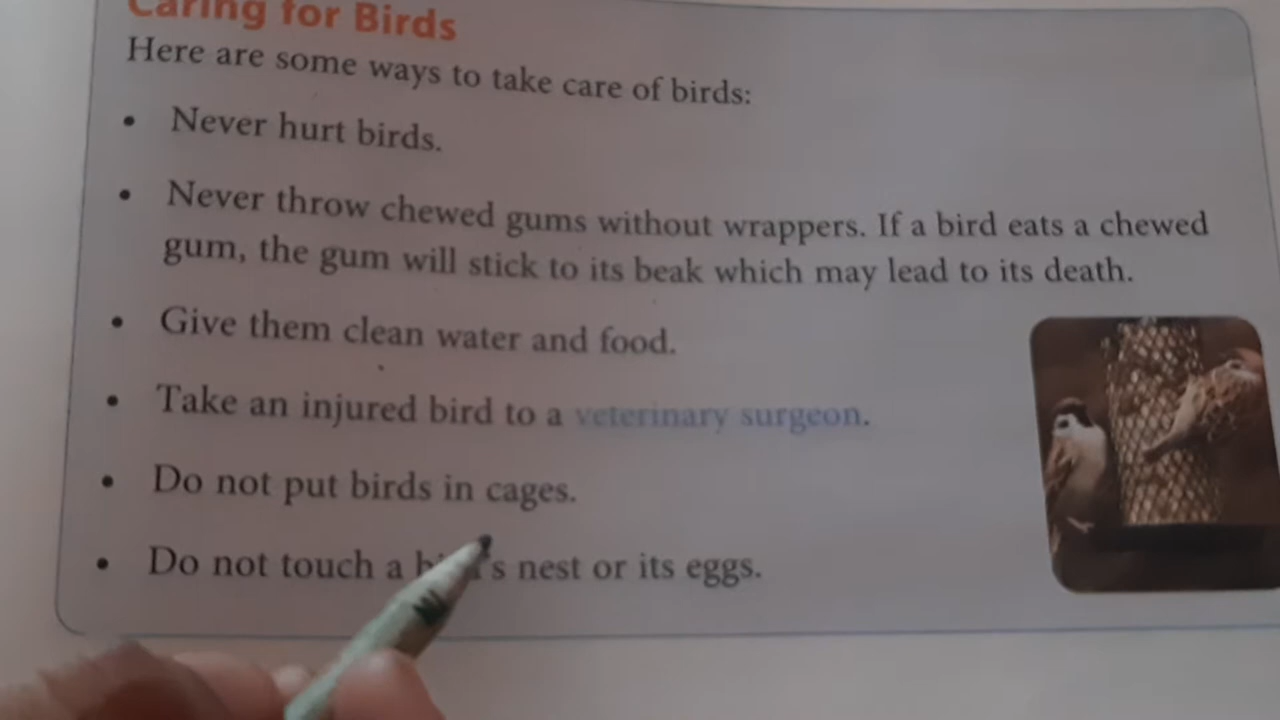 Caring for Birds
Here are some ways to take care of birds:
• Never hurt birds.
• Never throw chewed gums without wrappers. If a bird eats a chewed
gum, the gum will stick to its beak which may lead to its death.
• Give them clean water and food.
• Take an injured bird to a veterinary surgeon.
• Do not put birds in cages.
• Do not touch a bird's nest or its eggs.